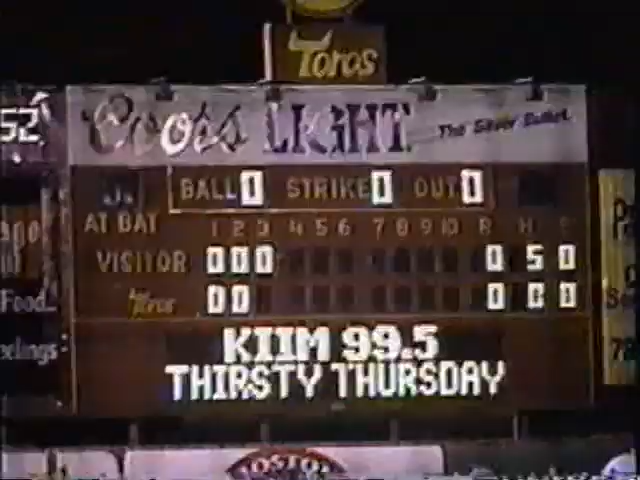 Toros
Coors LIGHT The Silver Bullet.
52
BALL 0 STRIKE 0 OUT 0
AT BAT 1 2 3 4 5 6 7 8 9 10 R H E
VISITOR 0 0 0 0 5 0
Toros 0 0 0 0 0
KIIM 99.5
THIRSTY THURSDAY
Food